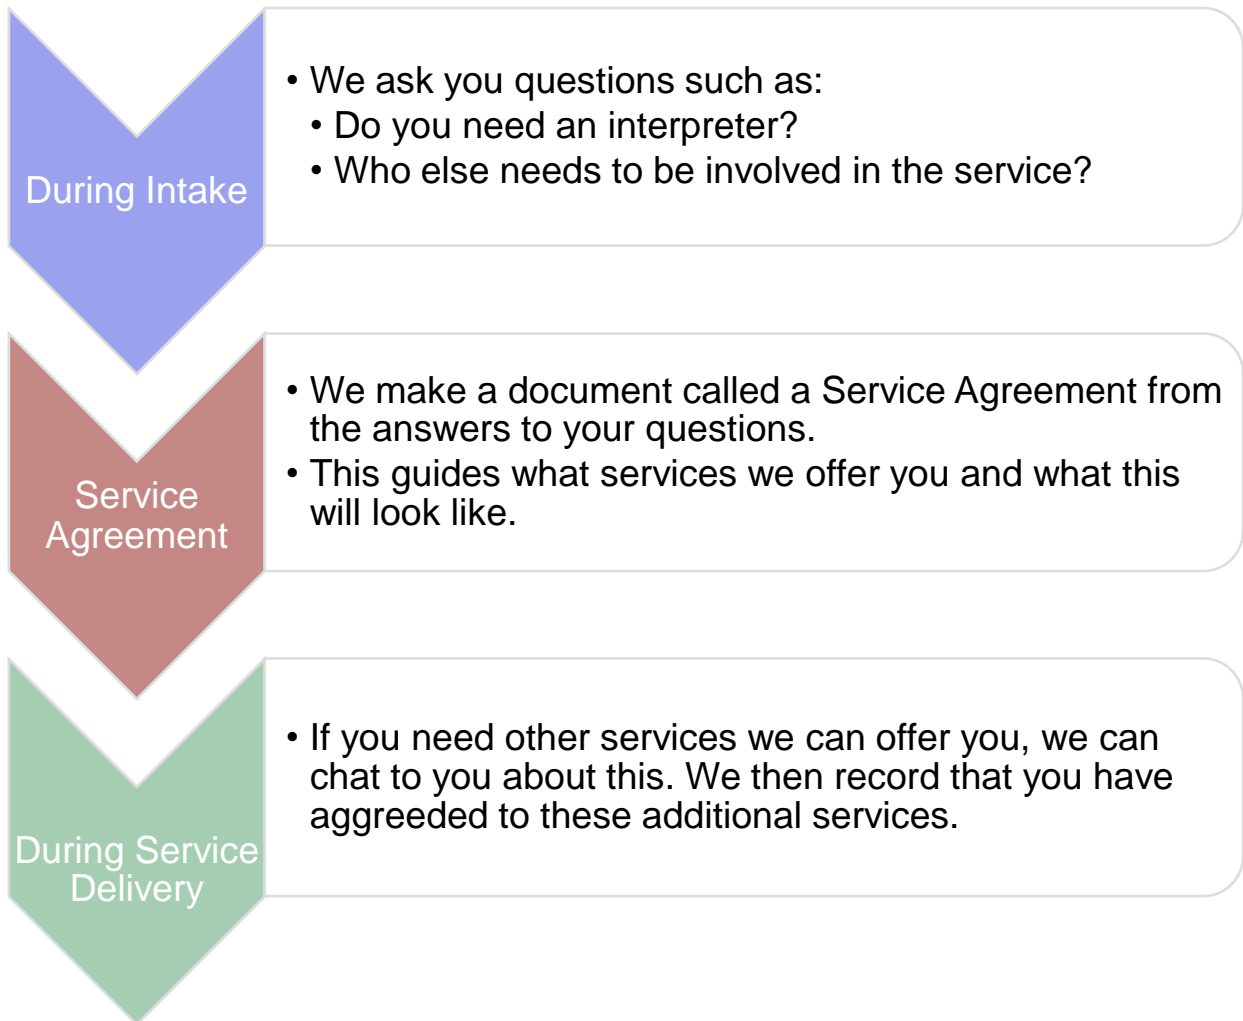 During Intake
• We ask you questions such as:
• Do you need an interpreter?
• Who else needs to be involved in the service?
Service
Agreement
• We make a document called a Service Agreement from
the answers to your questions.
• This guides what services we offer you and what this
will look like.
During Service
Delivery
• If you need other services we can offer you, we can
chat to you about this. We then record that you have
aggreeded to these additional services.